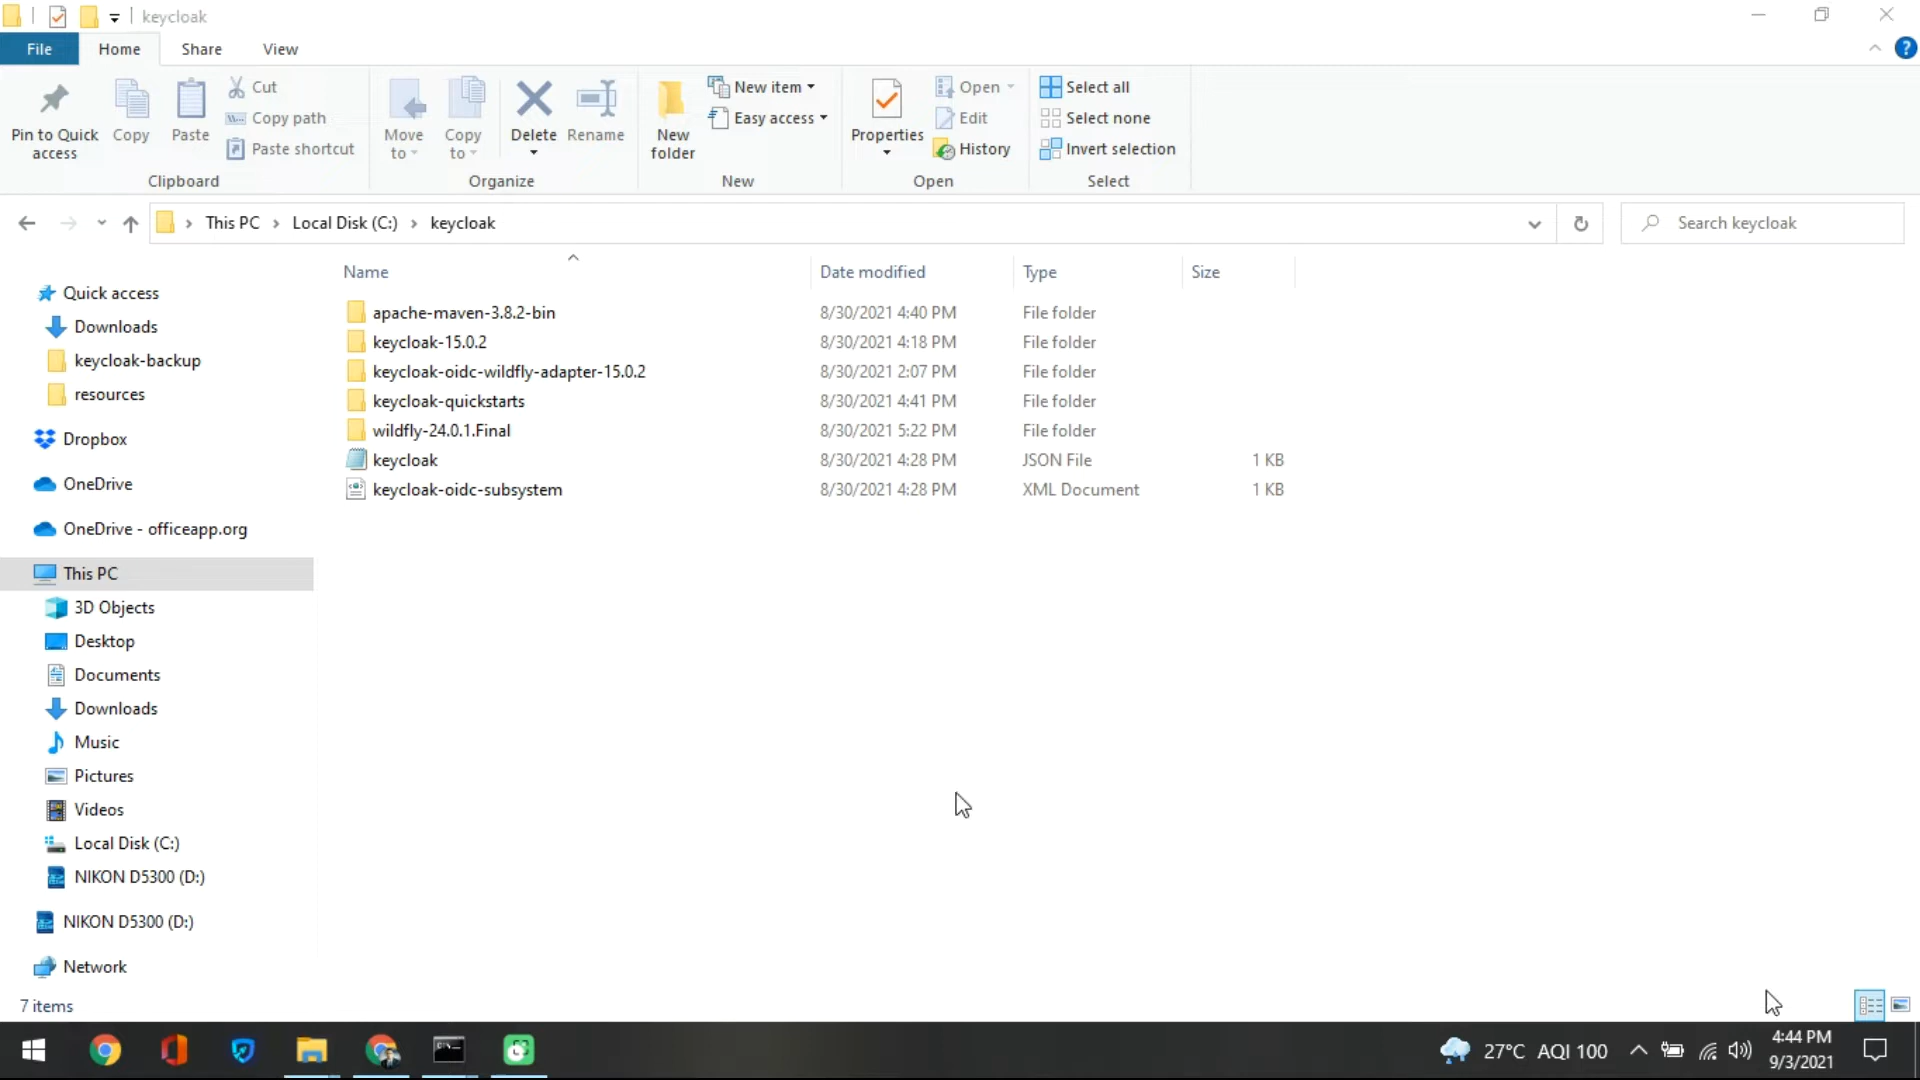 keycloak
File Home Share View
Pin to Quick access
Copy
Paste
Cut
Copy path
Paste shortcut
Clipboard
Move to
Copy to
Delete
Rename
Organize
New folder
New item
Easy access
New
Properties
Open
Edit
History
Open
Select all
Select none
Invert selection
Select
This PC Local Disk (C:) keycloak
Search keycloak
Name Date modified Type Size
apache-maven-3.8.2-bin 8/30/2021 4:40 PM File folder
keycloak-15.0.2 8/30/2021 4:18 PM File folder
keycloak-oidc-wildfly-adapter-15.0.2 8/30/2021 2:07 PM File folder
keycloak-quickstarts 8/30/2021 4:41 PM File folder
wildfly-24.0.1.Final 8/30/2021 5:22 PM File folder
keycloak 8/30/2021 4:28 PM JSON File 1 KB
keycloak-oidc-subsystem 8/30/2021 4:28 PM XML Document 1 KB
Quick access
Downloads
keycloak-backup
resources
Dropbox
OneDrive
OneDrive - officeapp.org
This PC
3D Objects
Desktop
Documents
Downloads
Music
Pictures
Videos
Local Disk (C:)
NIKON D5300 (D:)
NIKON D5300 (D:)
Network
7 items
27°C AQI 100
4:44 PM
9/3/2021